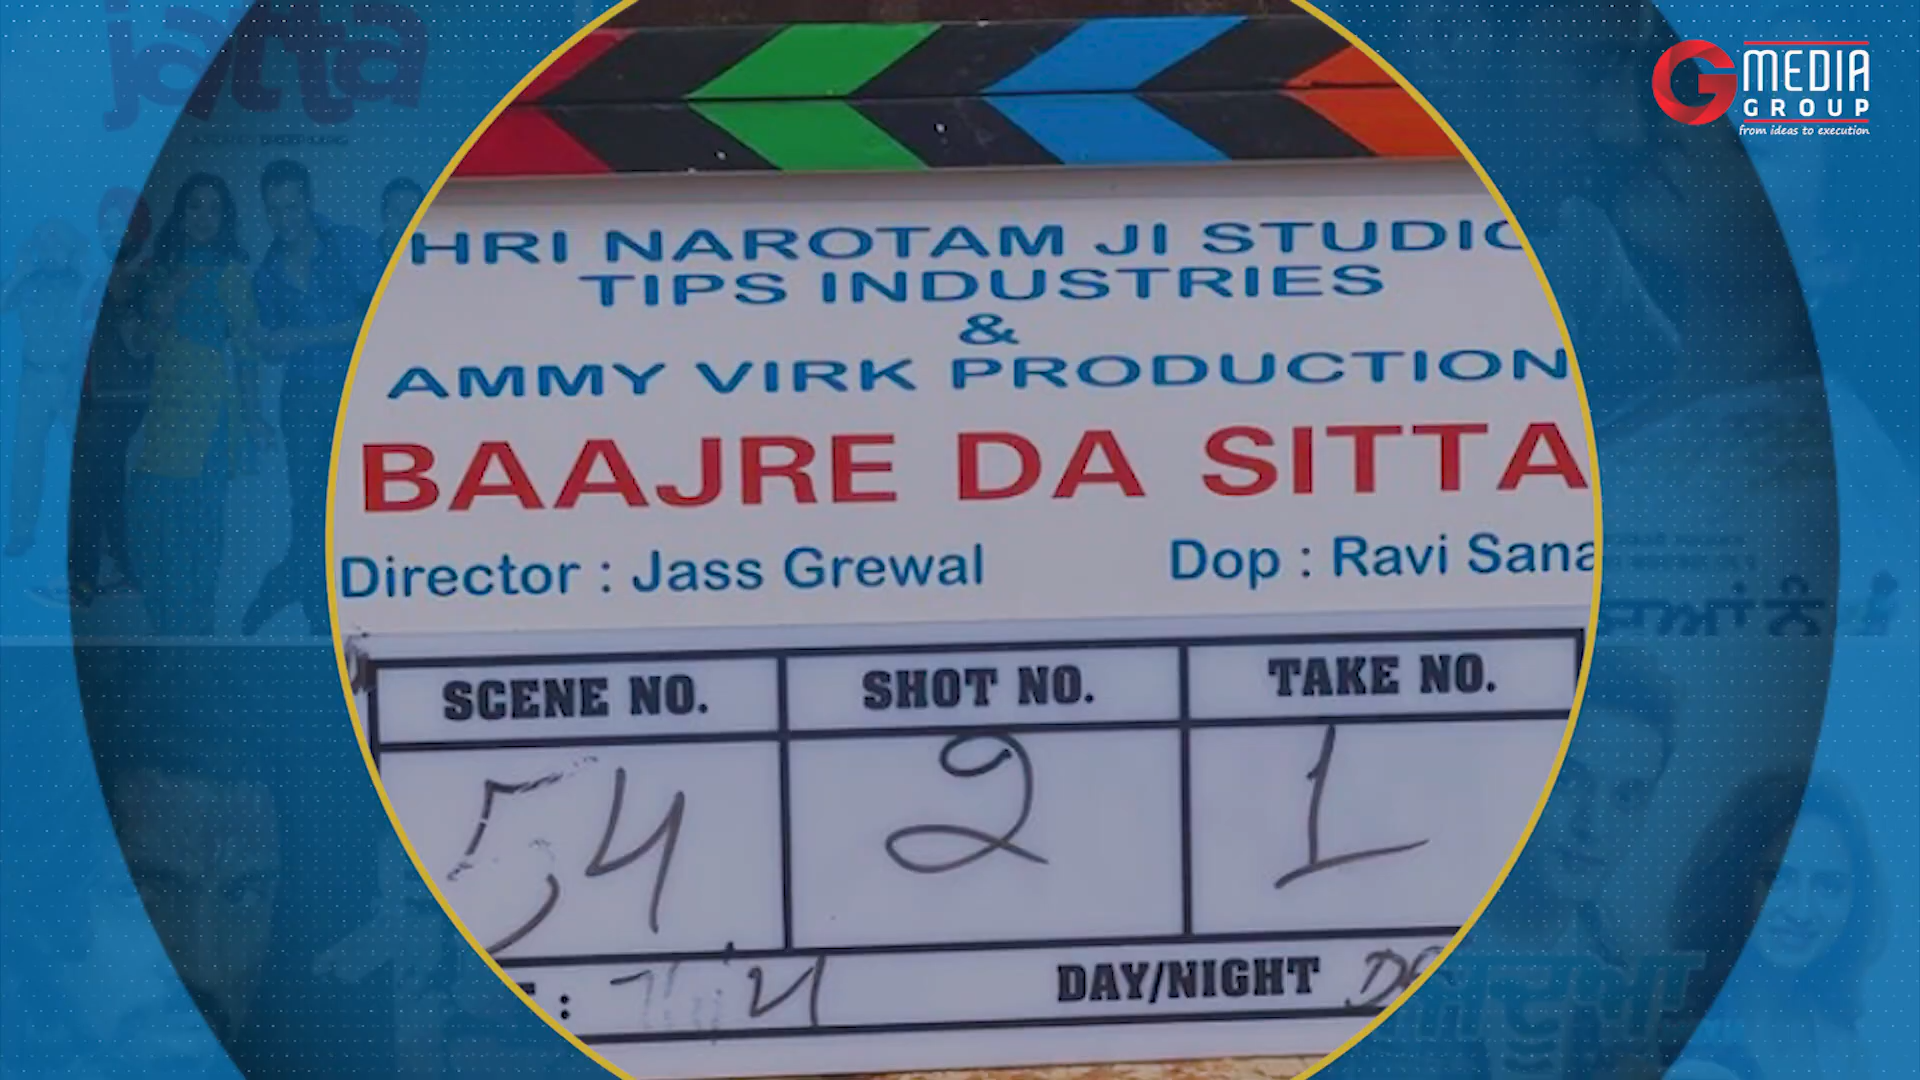 jatta
MEDIA
GROUP
from ideas to execution
HRI NAROTAM JI STUDIO
TIPS INDUSTRIES
&
AMMY VIRK PRODUCTION
BAAJRE DA SITTA
Director : Jass Grewal Dop : Ravi Sana
SCENE NO. SHOT NO. TAKE NO.
54 2 1
DAY/NIGHT